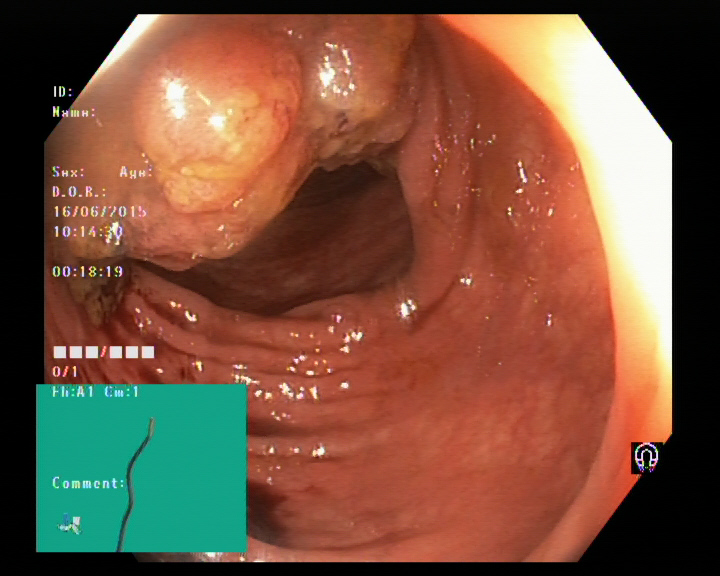 ID:
Name:
Sex: Age:
D.O.B.:
16/06/2015
10:14:30
00:18:19
■■■/■■■
0/1
Eh:A1 Cm:1
Comment: